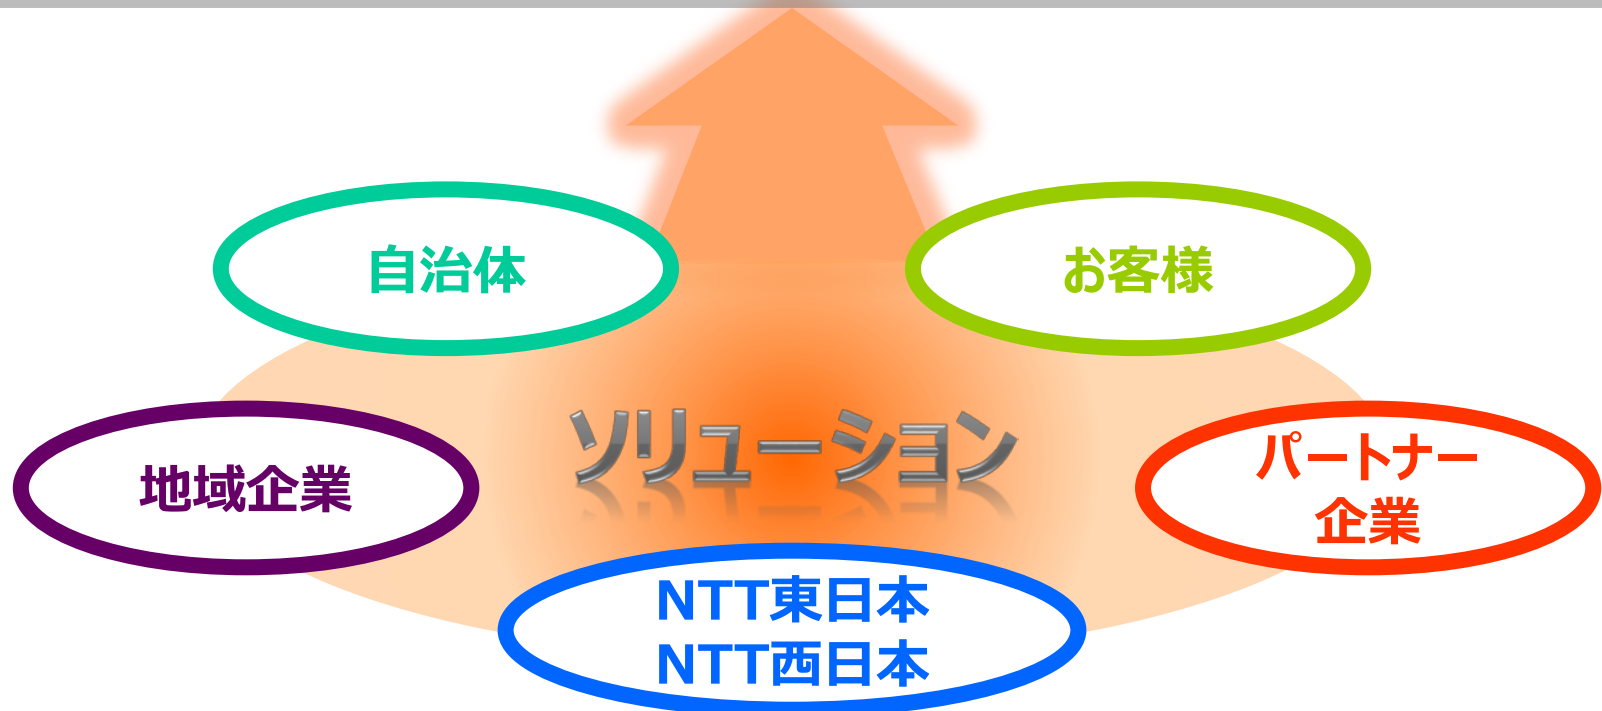 自治体
お客様
ソリューション
地域企業
パートナー
企業
NTT東日本
NTT西日本